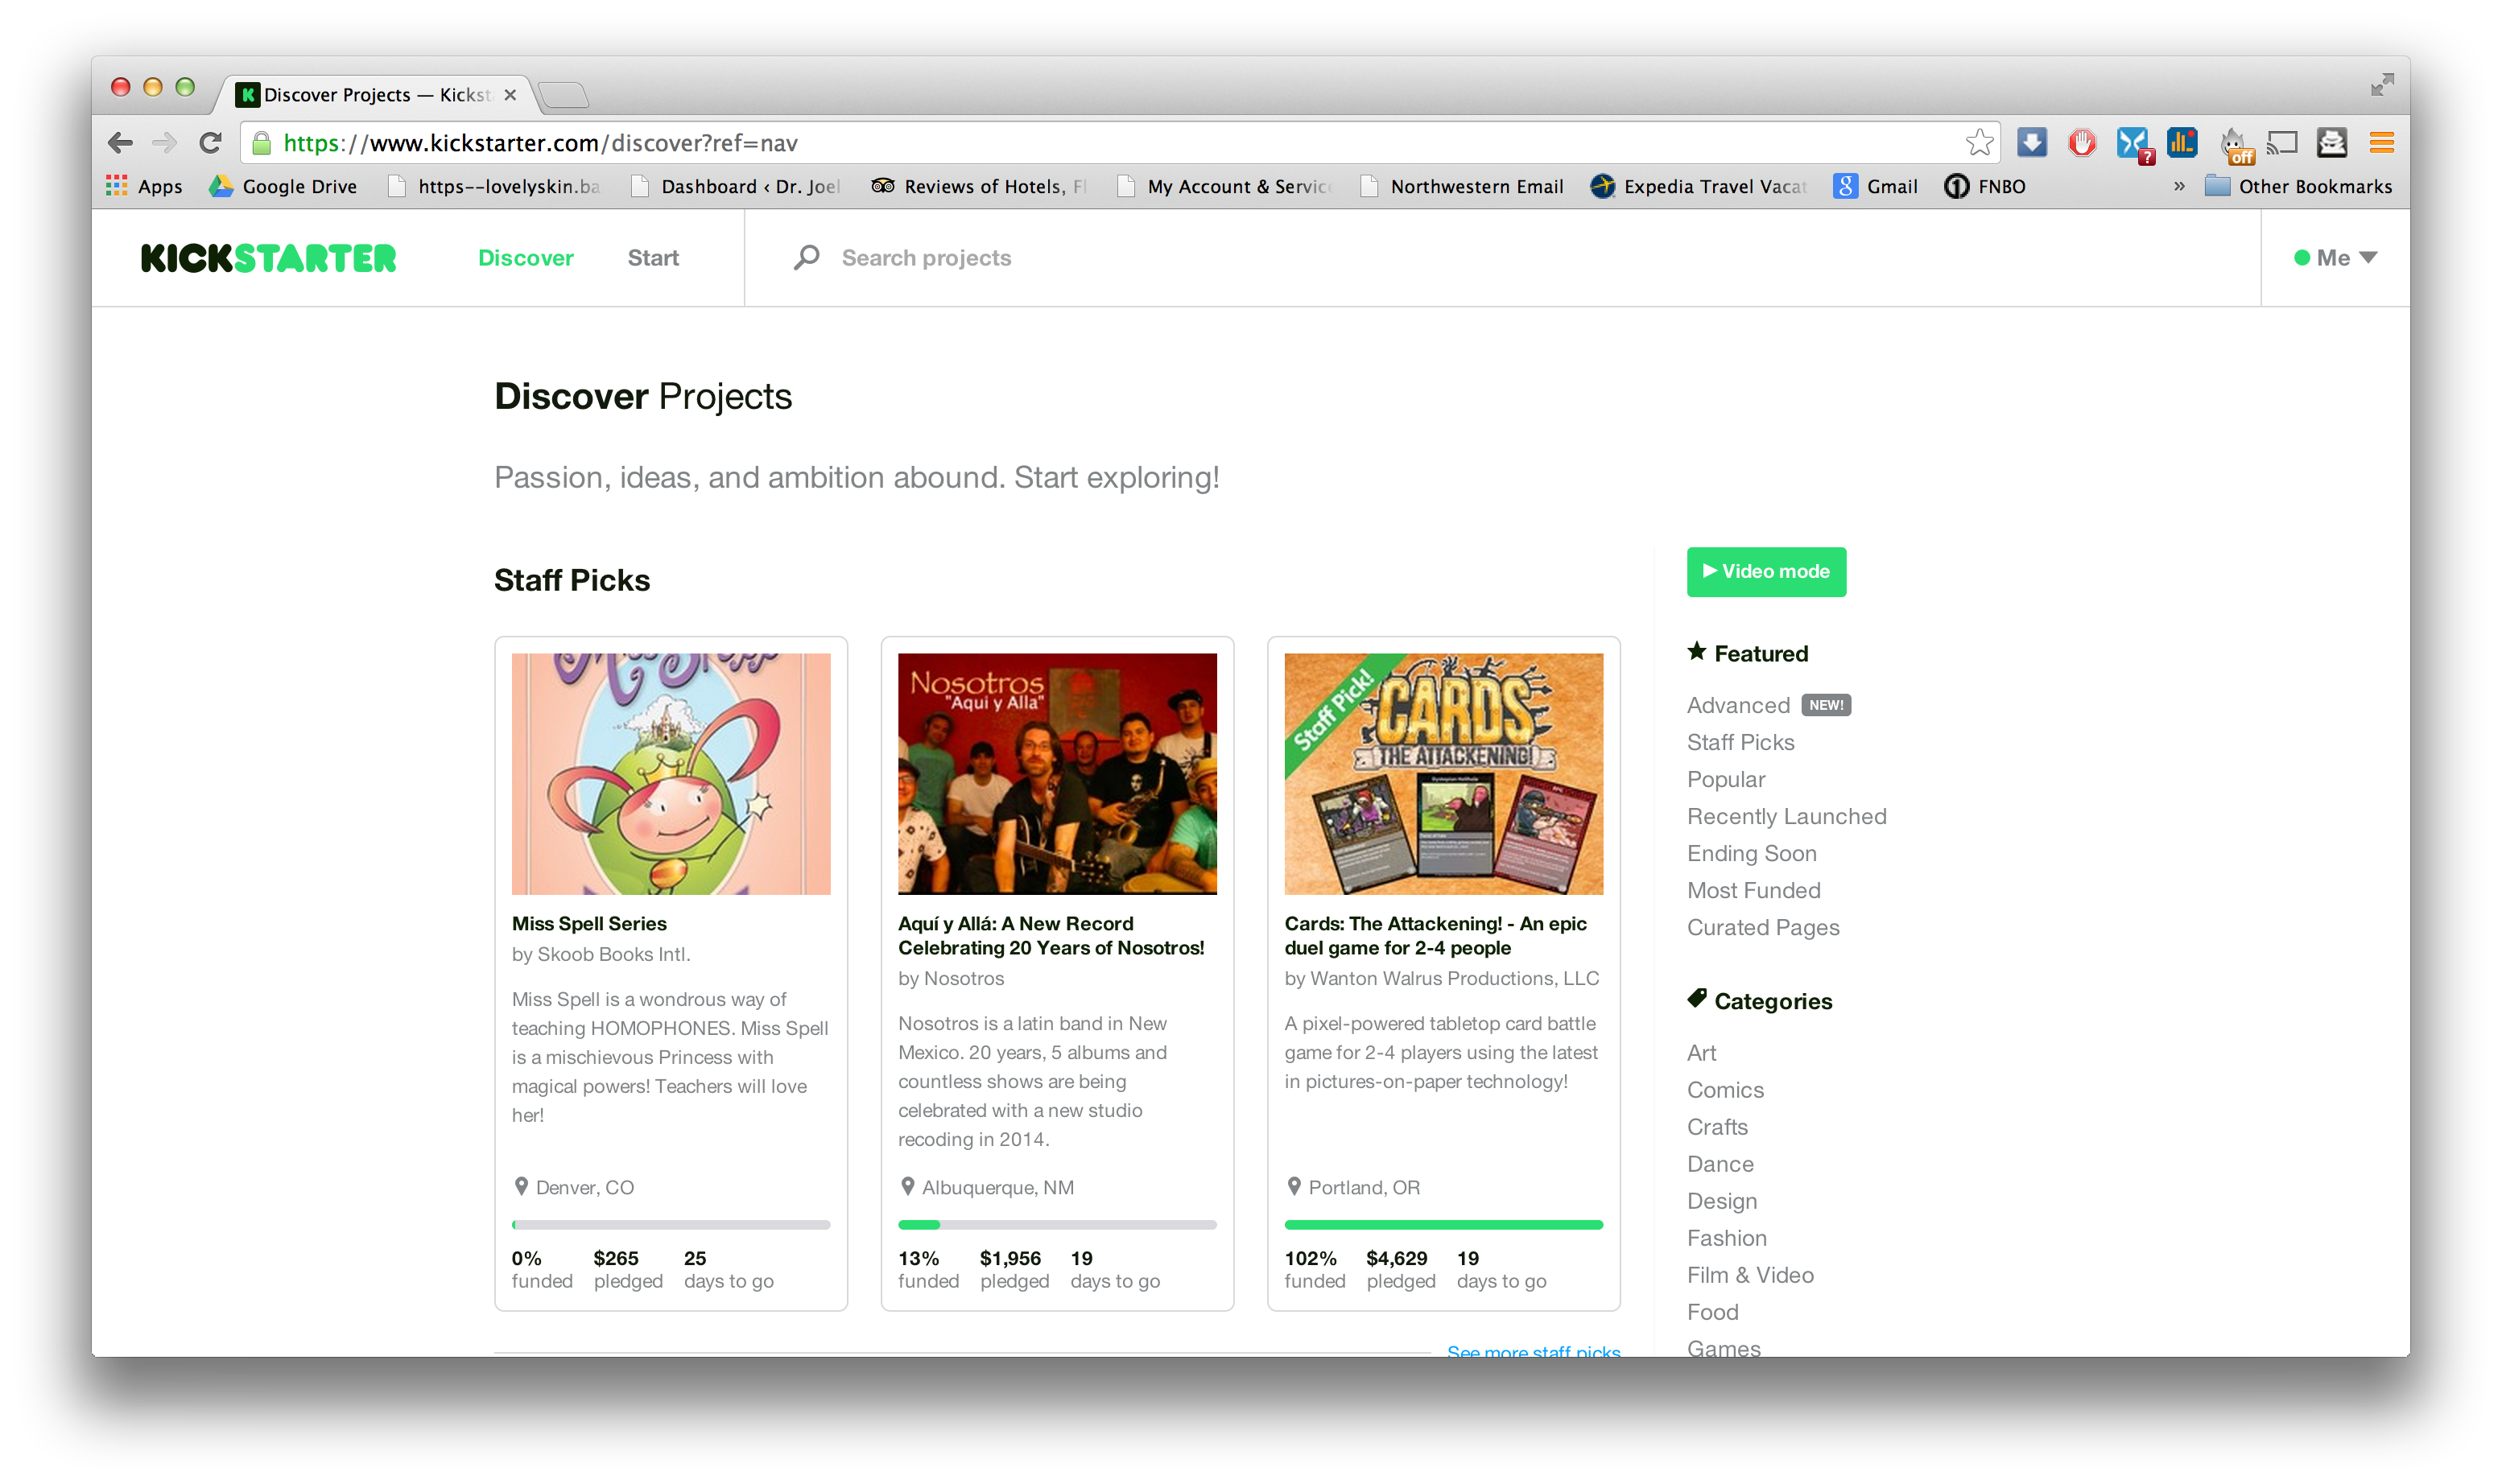 Discover Projects — Kickst
https://www.kickstarter.com/discover?ref=nav
?
off
Apps
Google Drive
https--lovelyskin.ba
Dashboard ‹ Dr. Joel
Reviews of Hotels, Fl
My Account & Servic
Northwestern Email
Expedia Travel Vacat
g Gmail
1 FNBO
»
Other Bookmarks
KICKSTARTER
Discover
Start
Search projects
Me
Discover Projects
Passion, ideas, and ambition abound. Start exploring!
Staff Picks
Miss Spell Series
by Skoob Books Intl.
Miss Spell is a wondrous way of
teaching HOMOPHONES. Miss Spell
is a mischievous Princess with
magical powers! Teachers will love
her!
Denver, CO
0% $265 25
funded pledged days to go
Nosotros
"Aqui y Alla"
Aquí y Allá: A New Record
Celebrating 20 Years of Nosotros!
by Nosotros
Nosotros is a latin band in New
Mexico. 20 years, 5 albums and
countless shows are being
celebrated with a new studio
recoding in 2014.
Albuquerque, NM
13% $1,956 19
funded pledged days to go
Staff Pick!
CARDS
THE ATTACKENING!
Cards: The Attackening! - An epic
duel game for 2-4 people
by Wanton Walrus Productions, LLC
A pixel-powered tabletop card battle
game for 2-4 players using the latest
in pictures-on-paper technology!
Portland, OR
102% $4,629 19
funded pledged days to go
See more staff picks
Video mode
Featured
Advanced NEW!
Staff Picks
Popular
Recently Launched
Ending Soon
Most Funded
Curated Pages
Categories
Art
Comics
Crafts
Dance
Design
Fashion
Film & Video
Food
Games